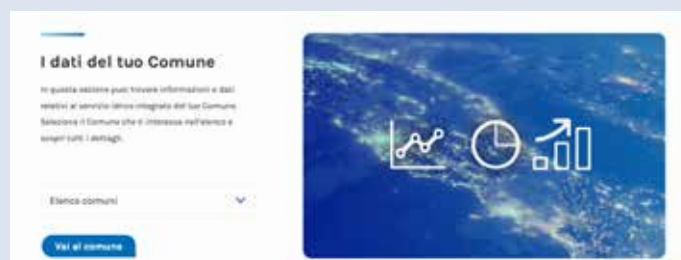 I dati del tuo Comune
In questa sezione puoi trovare informazioni e dati
relativi al servizio idrico integrato del tuo Comune.
Seleziona il Comune che ti interessa nell'elenco e
scopri tutti i dettagli.
Elenco comuni
Vai al comune